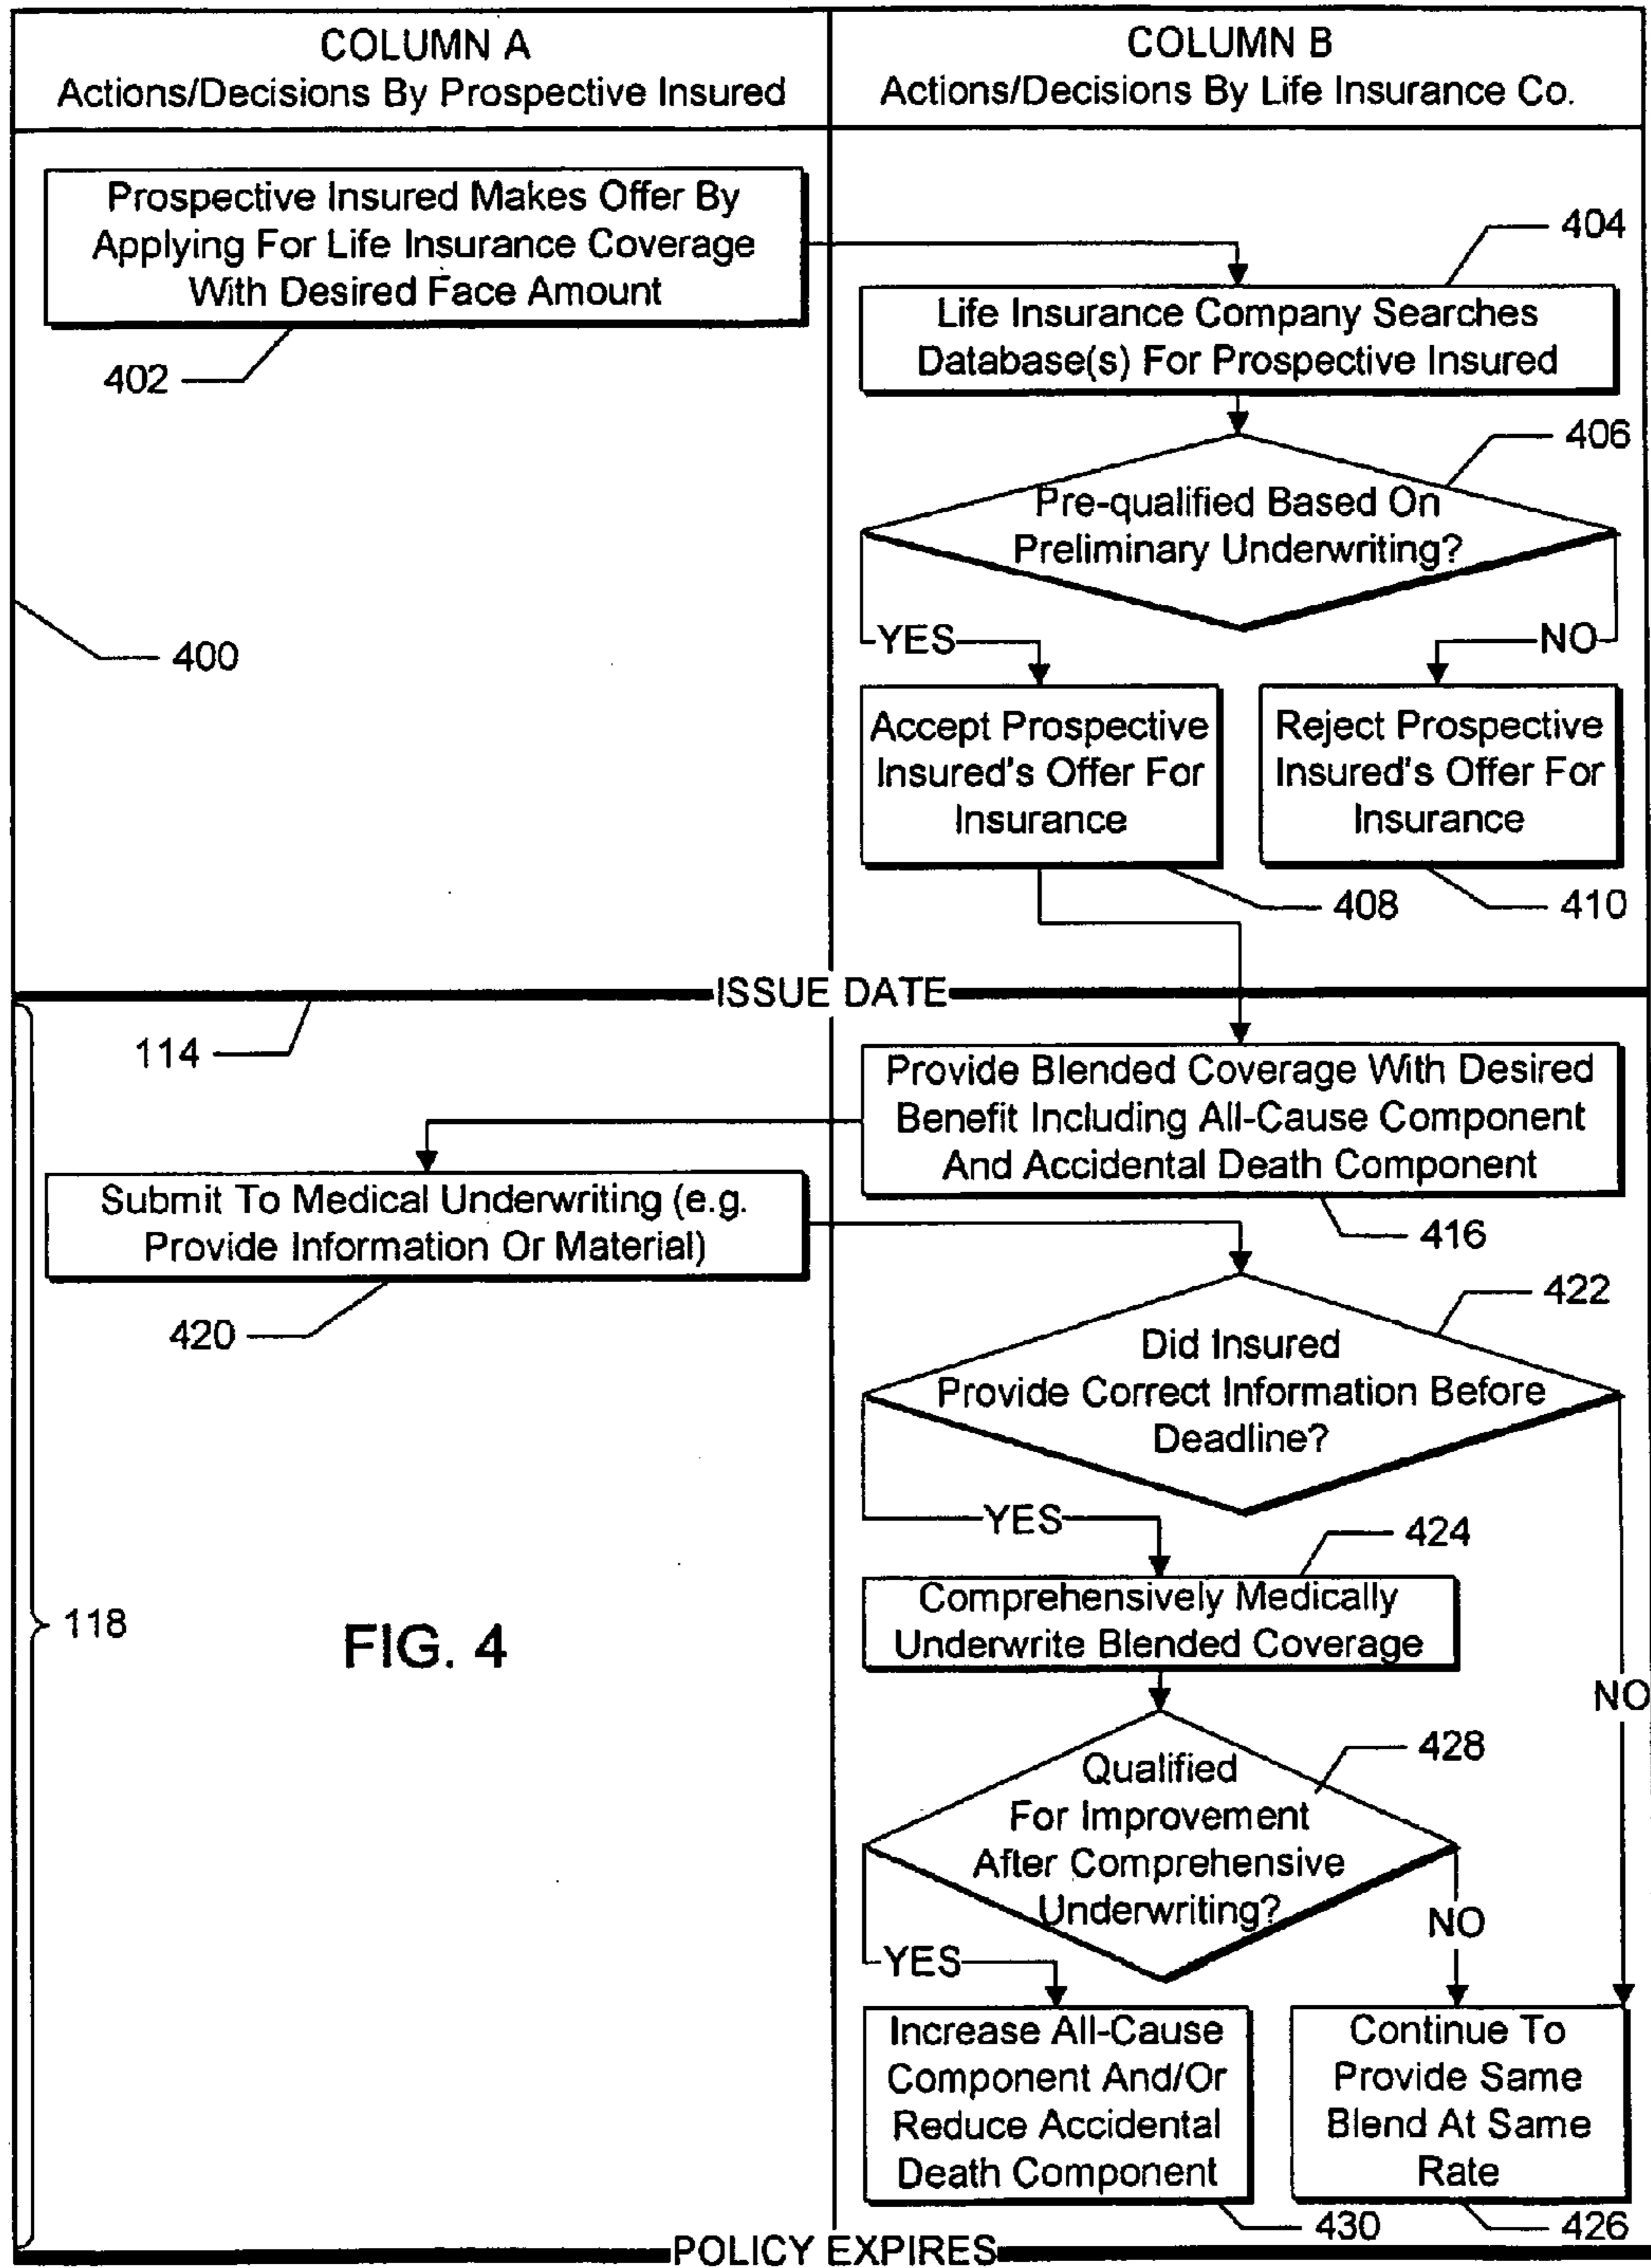 COLUMN A
Actions/Decisions By Prospective Insured
COLUMN B
Actions/Decisions By Life Insurance Co.
Prospective Insured Makes Offer By
Applying For Life Insurance Coverage
With Desired Face Amount
402
404
Life Insurance Company Searches
Database(s) For Prospective Insured
406
Pre-qualified Based On
Preliminary Underwriting?
400
YES
NO
Accept Prospective
Insured's Offer For
Insurance
Reject Prospective
Insured's Offer For
Insurance
408
410
ISSUE DATE
114
Provide Blended Coverage With Desired
Benefit Including All-Cause Component
And Accidental Death Component
416
Submit To Medical Underwriting (e.g.
Provide Information Or Material)
420
422
Did Insured
Provide Correct Information Before
Deadline?
YES
424
Comprehensively Medically
Underwrite Blended Coverage
118
FIG. 4
NO
428
Qualified
For Improvement
After Comprehensive
Underwriting?
YES
NO
Increase All-Cause
Component And/Or
Reduce Accidental
Death Component
Continue To
Provide Same
Blend At Same
Rate
430
426
POLICY EXPIRES